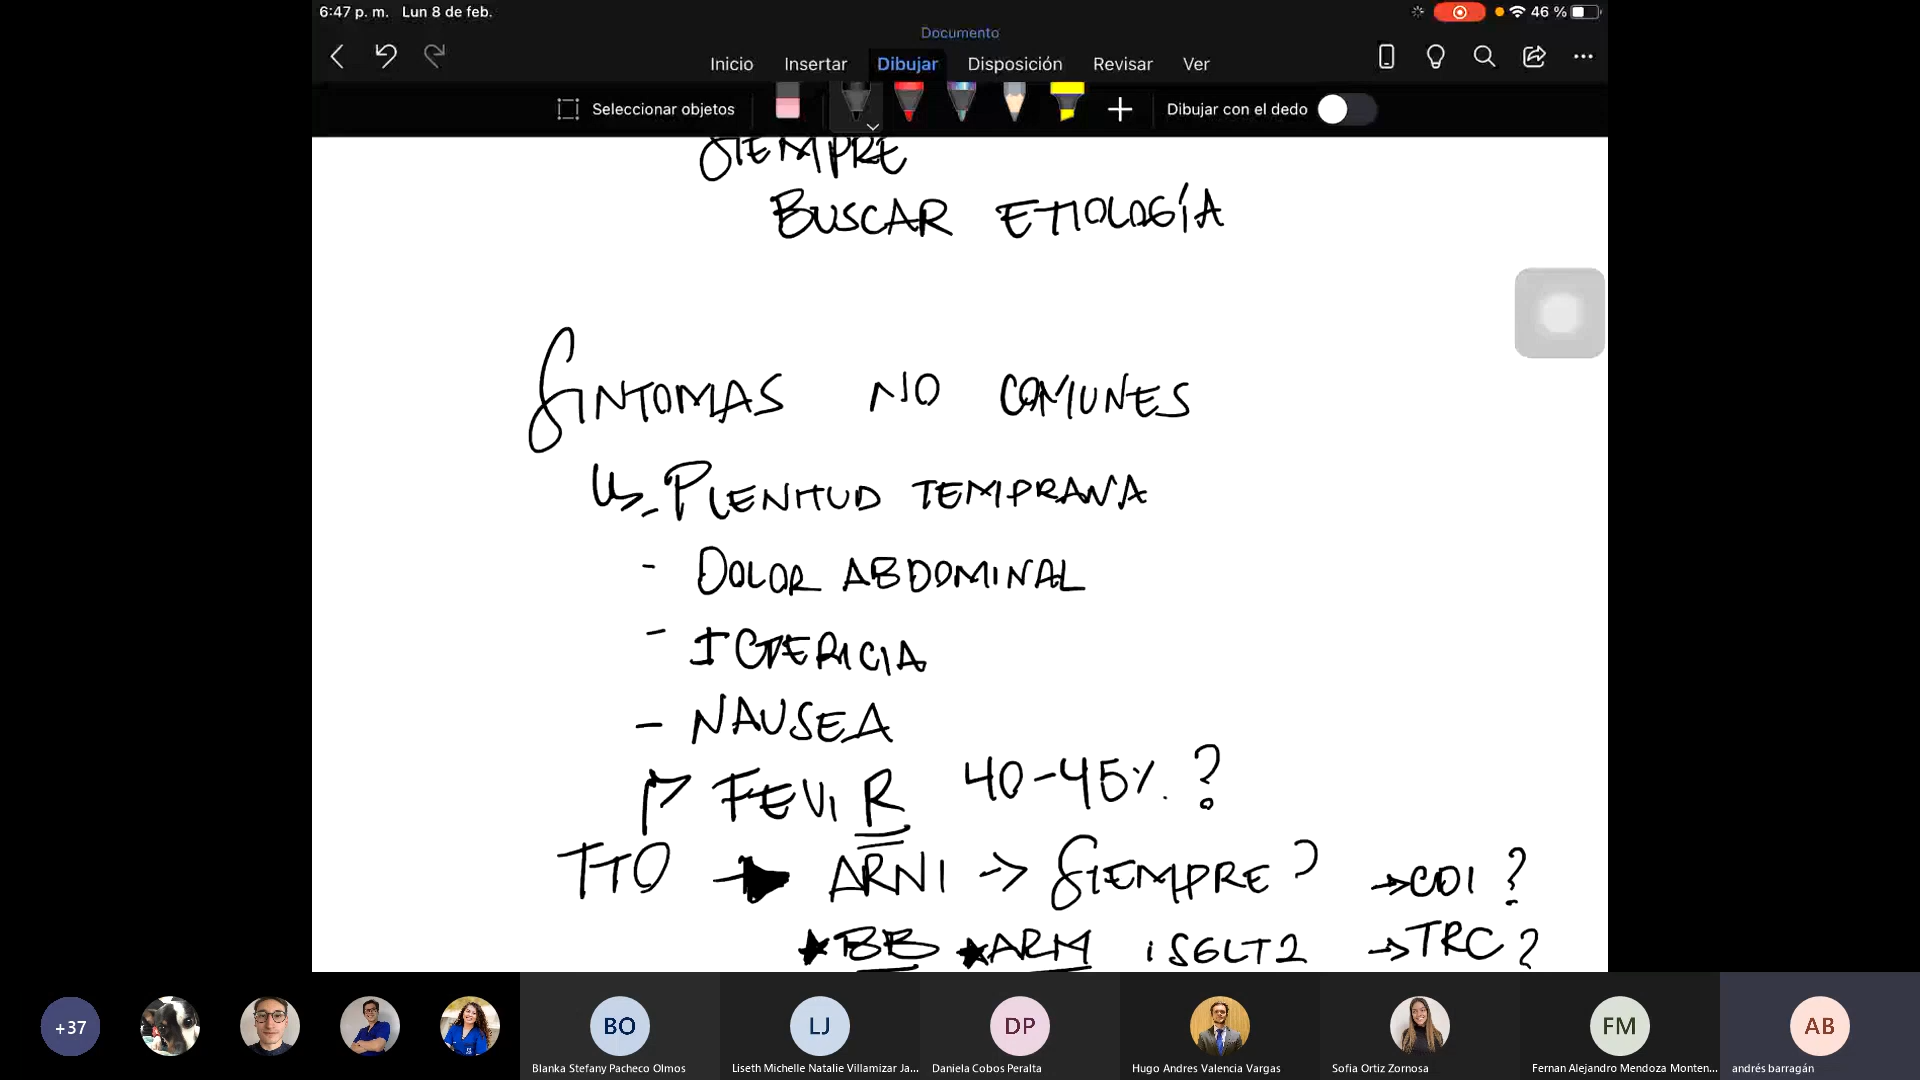 6:47 p. m. Lun 8 de feb.
46 %
Documento
Inicio Insertar Dibujar Disposición Revisar Ver
Seleccionar objetos
Dibujar con el dedo
SIEMPRE
BUSCAR ETIOLOGÍA
SINTOMAS NO COMUNES
- PLENITUD TEMPRANA
- DOLOR ABDOMINAL
- ICTERICIA
- NAUSEA
FEVI R 40-45% ?
TTO → ARNI → SIEMPRE? → CDI ?
★BB ★ARM iSGLT2 → TRC ?
+37
BO
LJ
DP
FM
AB
Blanka Stefany Pacheco Olmos
Liseth Michelle Natalie Villamizar Ja...
Daniela Cobos Peralta
Hugo Andres Valencia Vargas
Sofia Ortiz Zornosa
Fernan Alejandro Mendoza Monten...
andrés barragán